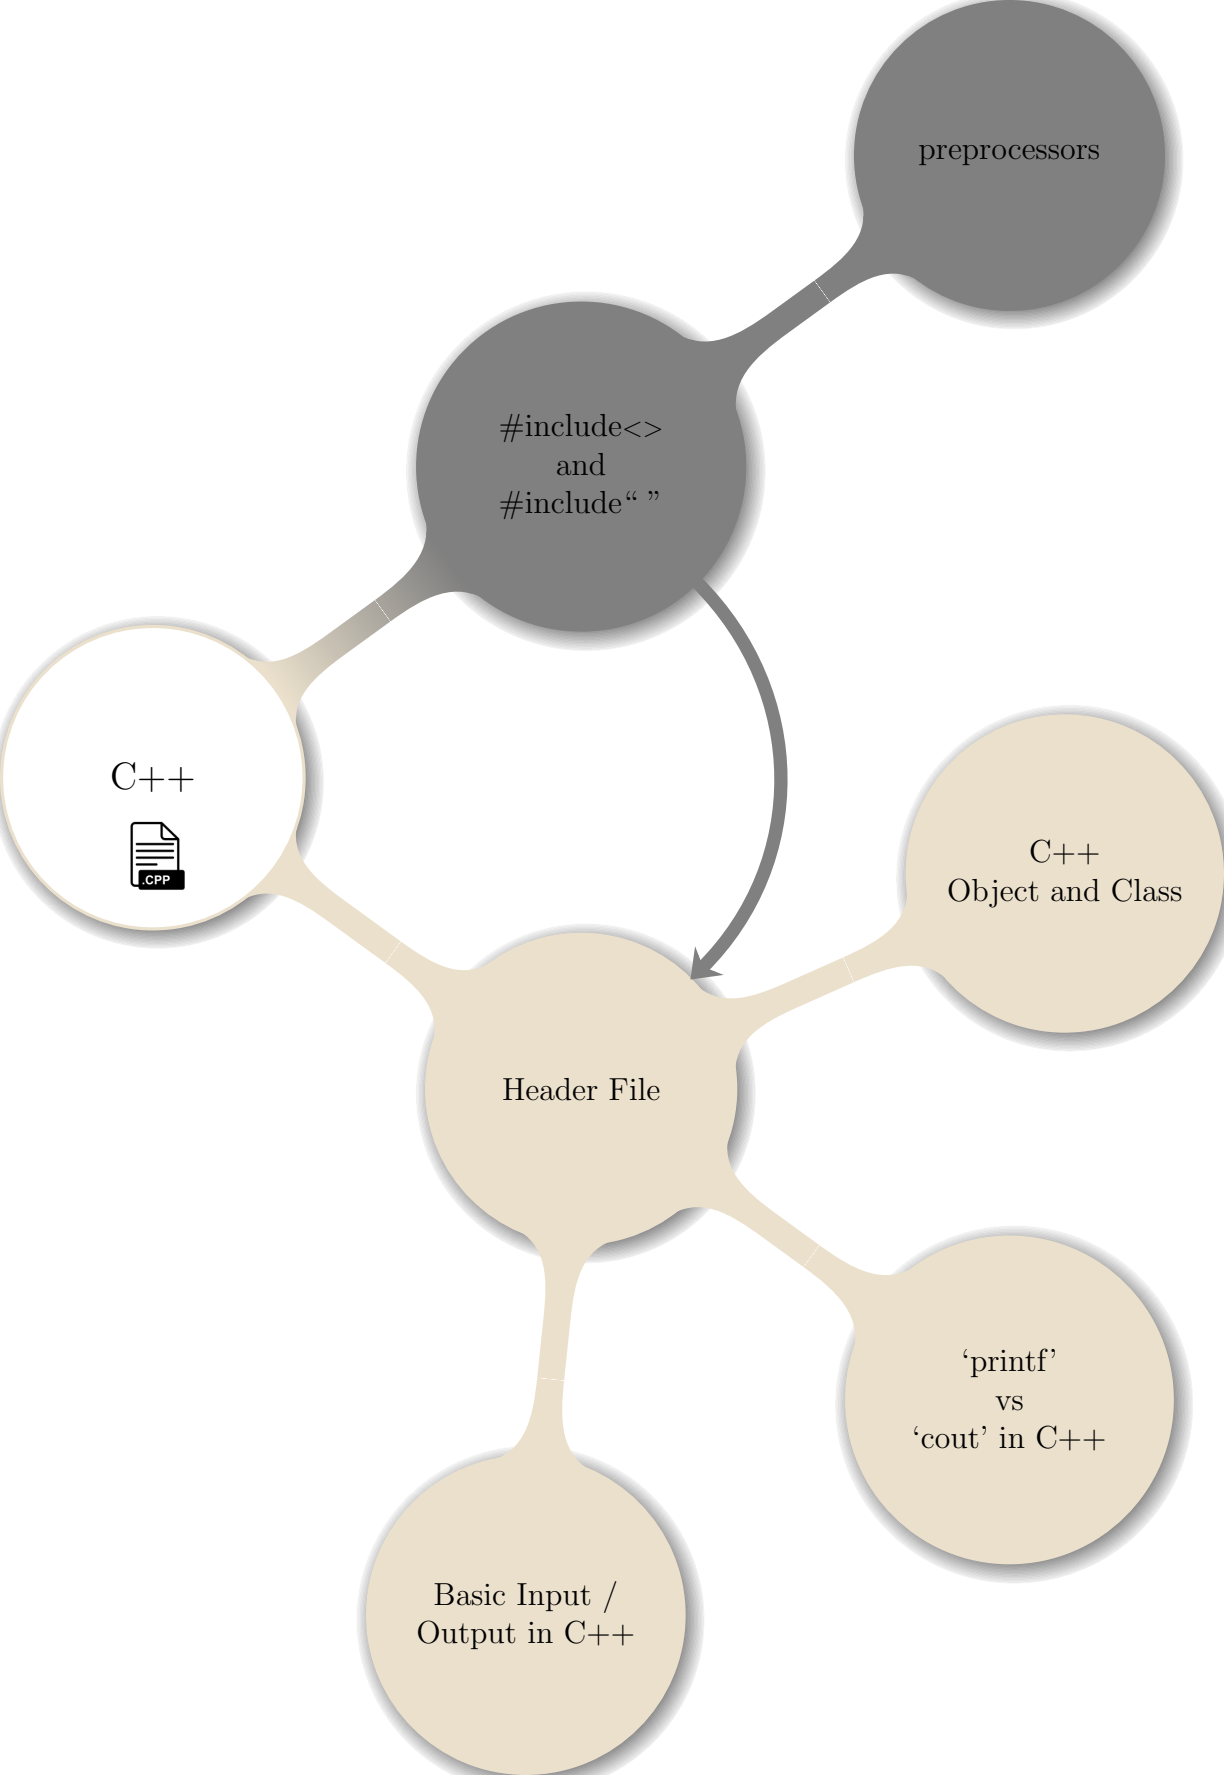 preprocessors
#include<>
and
#include“ ”
C++
.CPP
C++
Object and Class
Header File
‘printf’
vs
‘cout’ in C++
Basic Input /
Output in C++